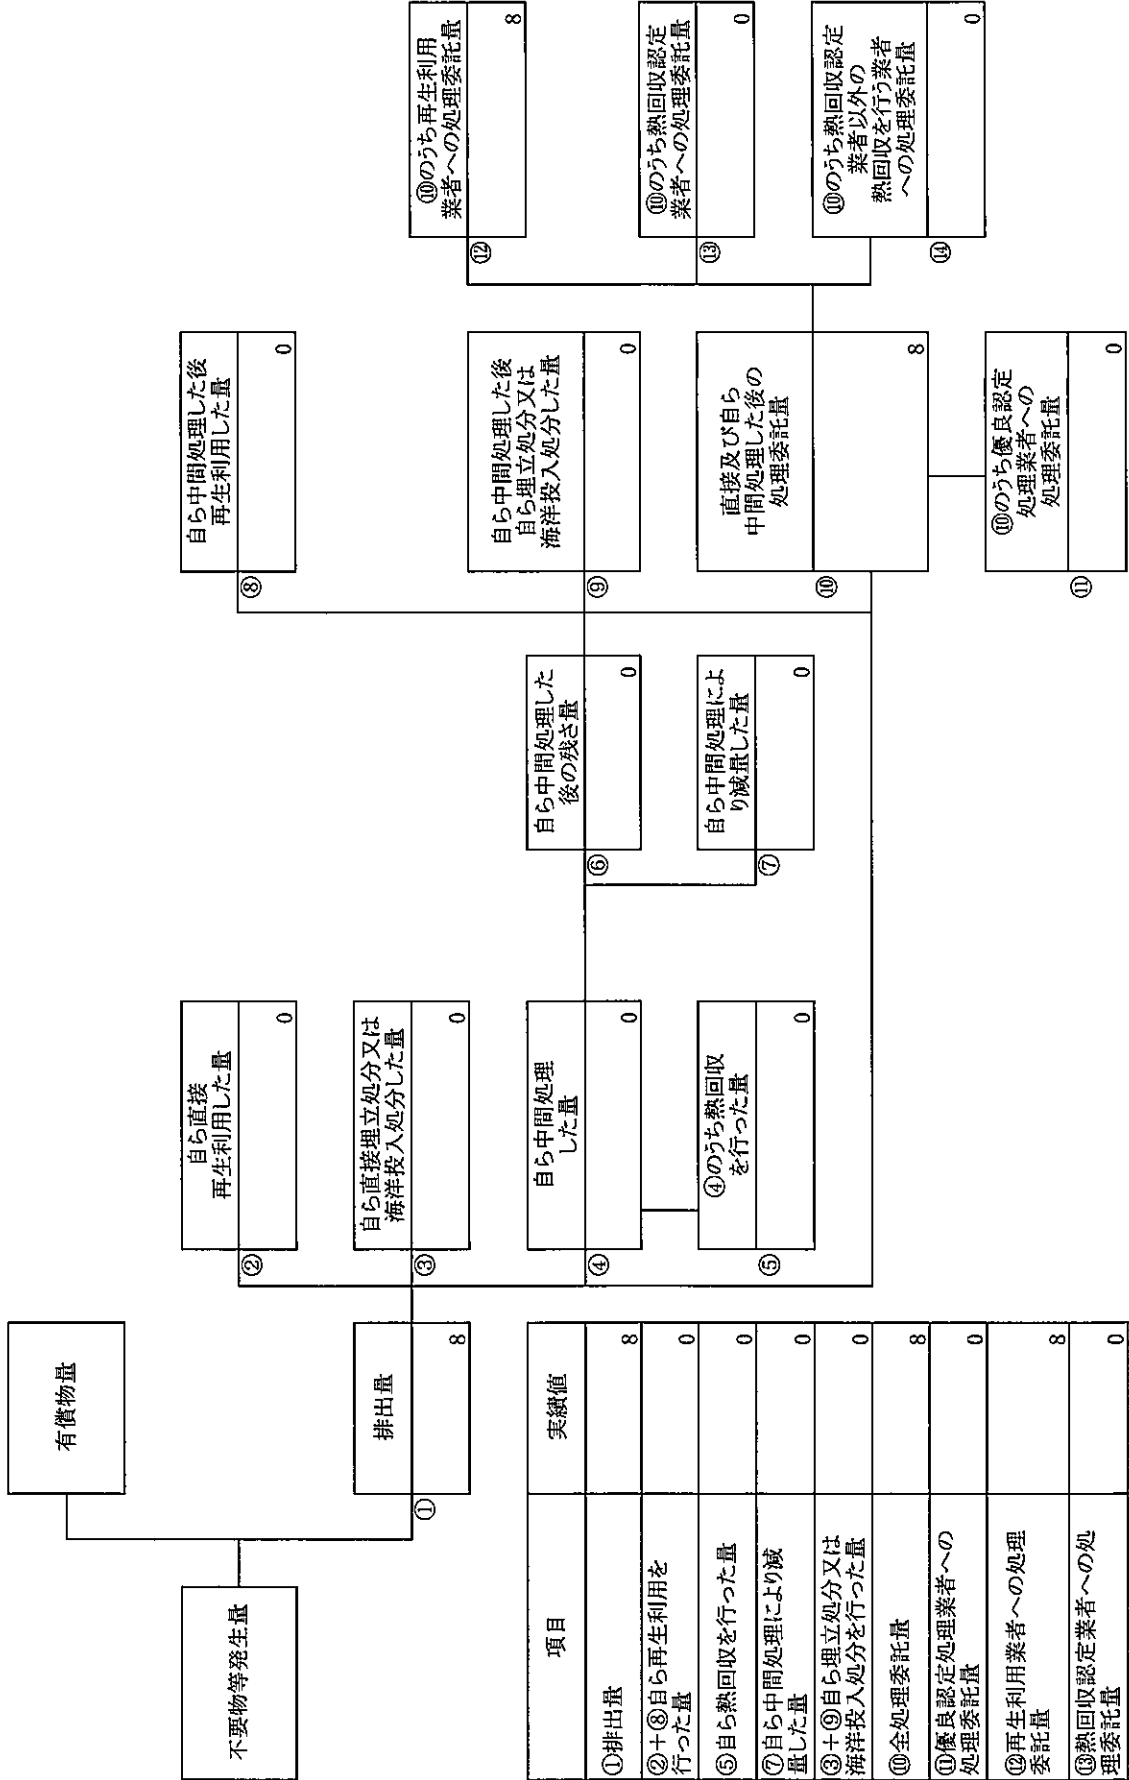 有償物量
不要物等発生量
①
排出量
8
②
自ら直接
再生利用した量
0
③
自ら直接埋立処分又は
海洋投入処分した量
0
④
自ら中間処理
した量
0
⑤
④のうち熱回収
を行った量
0
⑥
自ら中間処理した
後の残さ量
0
⑦
自ら中間処理によ
り減量した量
0
⑧
自ら中間処理した後
再生利用した量
0
⑨
自ら中間処理した後
自ら埋立処分又は
海洋投入処分した量
0
⑩
直接及び自ら
中間処理した後の
処理委託量
8
⑪
⑩のうち優良認定
処理業者への
処理委託量
0
⑫
⑩のうち再生利用
業者への処理委託量
8
⑬
⑩のうち熱回収認定
業者への処理委託量
0
⑭
⑩のうち熱回収認定
業者以外の
熱回収を行う業者
への処理委託量
0
項目 実績値
①排出量 8
②+⑧自ら再生利用を
行った量 0
⑤自ら熱回収を行った量 0
⑦自ら中間処理により減
量した量 0
③+⑨自ら埋立処分又は
海洋投入処分を行った量 0
⑩全処理委託量 8
⑪優良認定処理業者への
処理委託量 0
⑫再生利用業者への処理
委託量 8
⑬熱回収認定業者への処
理委託量 0